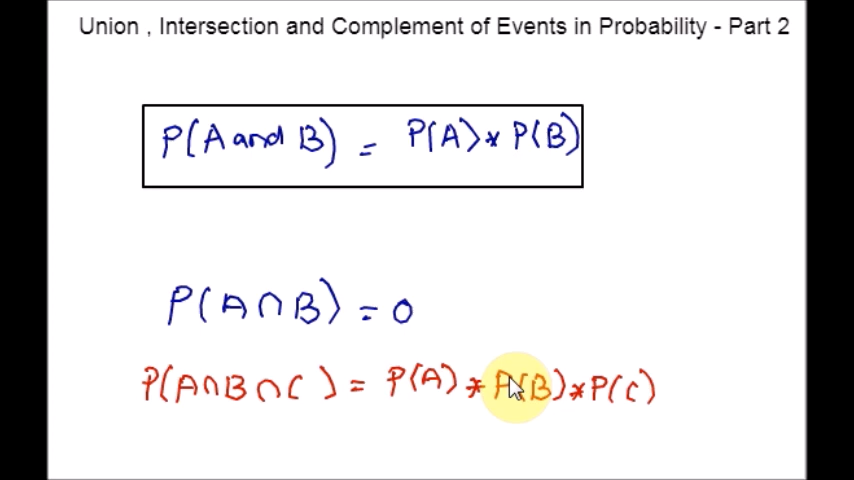 Union , Intersection and Complement of Events in Probability - Part 2
P(A and B) = P(A) * P(B)
P(A∩B) = 0
P(A∩B∩C) = P(A) * P(B) * P(C)